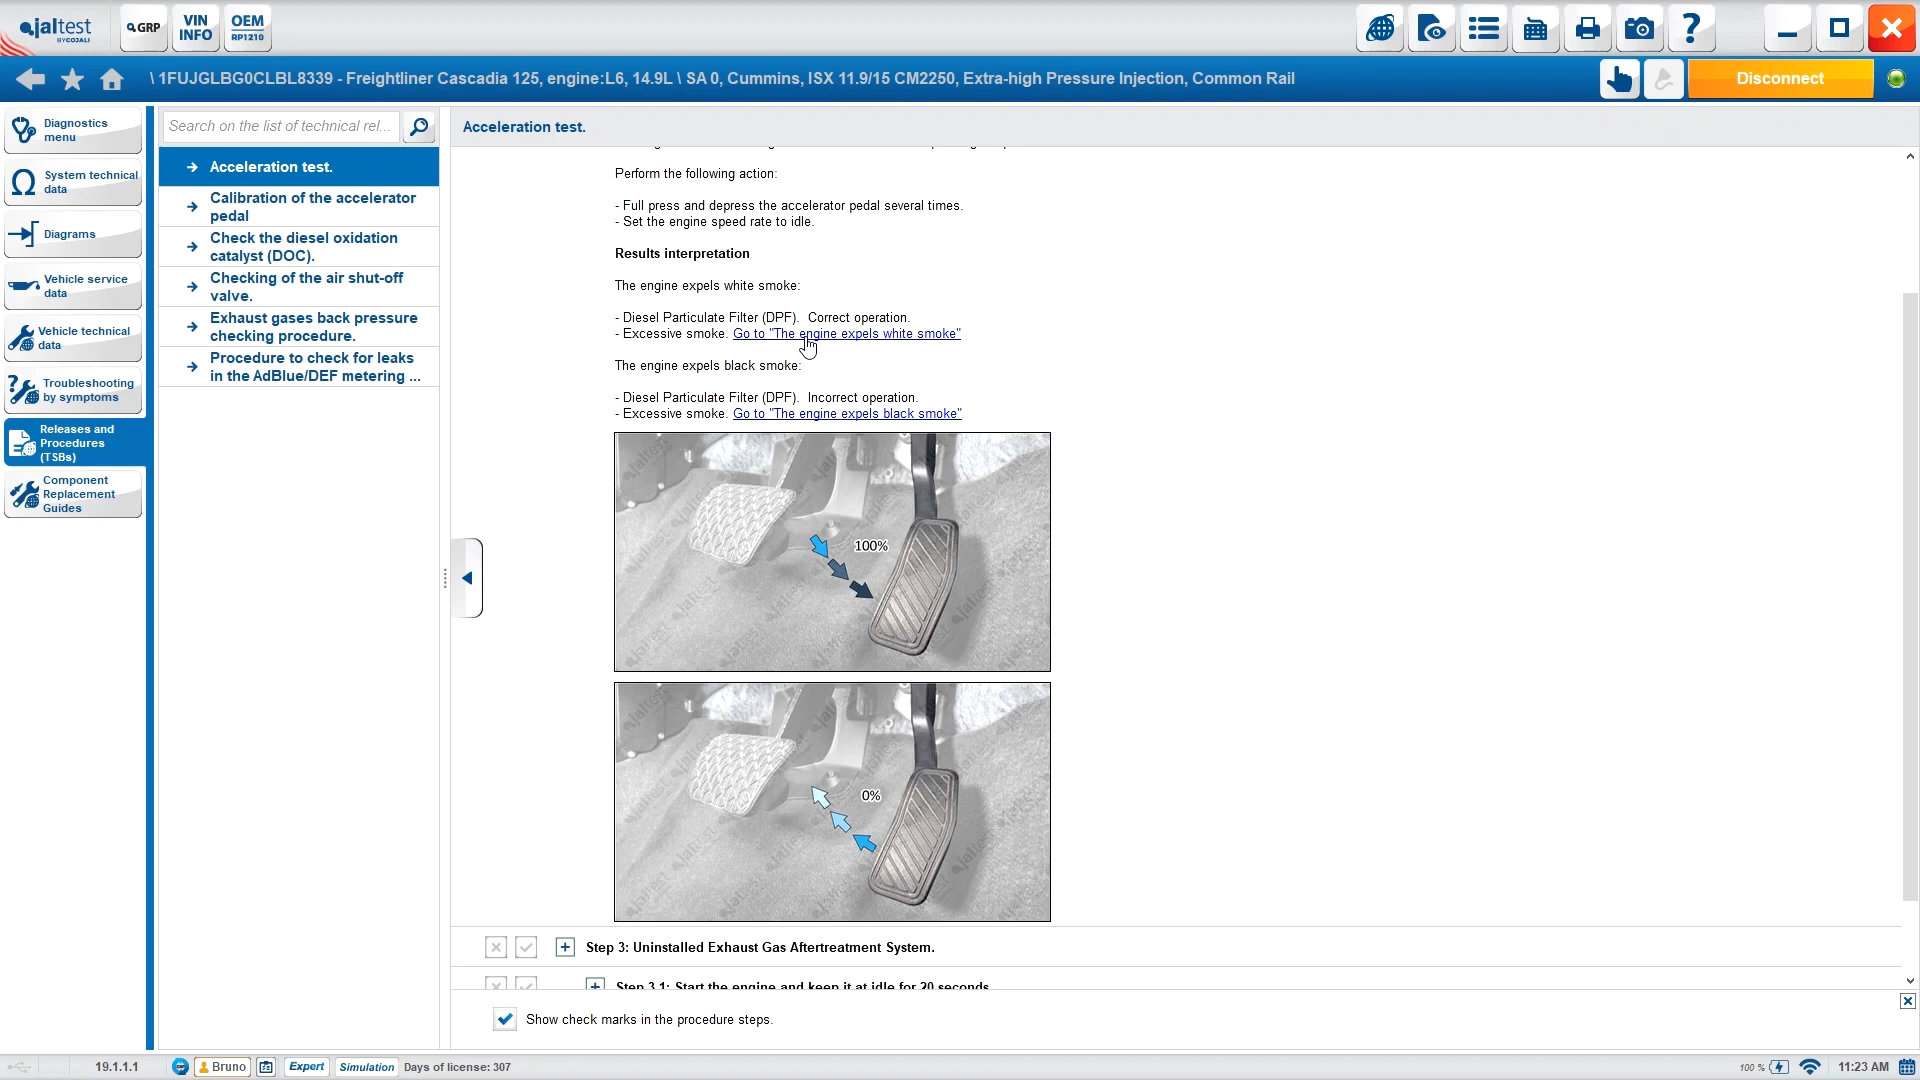 jaltest
BY COJALI
GRP
VIN
INFO
OEM
RP1210
?
\ 1FUJGLBG0CLBL8339 - Freightliner Cascadia 125, engine:L6, 14.9L \ SA 0, Cummins, ISX 11.9/15 CM2250, Extra-high Pressure Injection, Common Rail
Disconnect
Diagnostics
menu
System technical
data
Diagrams
Vehicle service
data
Vehicle technical
data
Troubleshooting
by symptoms
Releases and
Procedures
(TSBs)
Component
Replacement
Guides
Search on the list of technical rel...
Acceleration test.
Calibration of the accelerator
pedal
Check the diesel oxidation
catalyst (DOC).
Checking of the air shut-off
valve.
Exhaust gases back pressure
checking procedure.
Procedure to check for leaks
in the AdBlue/DEF metering ...
Acceleration test.
Perform the following action:
- Full press and depress the accelerator pedal several times.
- Set the engine speed rate to idle.
Results interpretation
The engine expels white smoke:
- Diesel Particulate Filter (DPF).  Correct operation.
- Excessive smoke. Go to "The engine expels white smoke"
The engine expels black smoke:
- Diesel Particulate Filter (DPF).  Incorrect operation.
- Excessive smoke. Go to "The engine expels black smoke"
100%
0%
Step 3: Uninstalled Exhaust Gas Aftertreatment System.
Step 3.1: Start the engine and keep it at idle for 20 seconds
Show check marks in the procedure steps.
19.1.1.1
Bruno
Expert
Simulation
Days of license: 307
100 %
11:23 AM